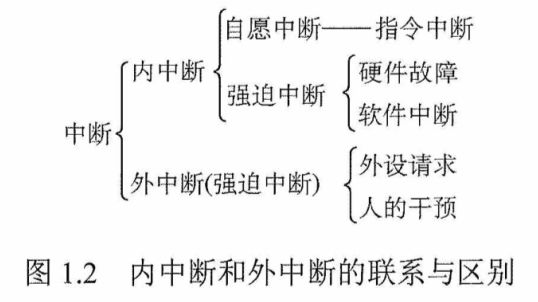 自愿中断——指令中断
内中断
硬件故障
强迫中断
软件中断
中断
外设请求
外中断(强迫中断)
人的干预
图 1.2 内中断和外中断的联系与区别